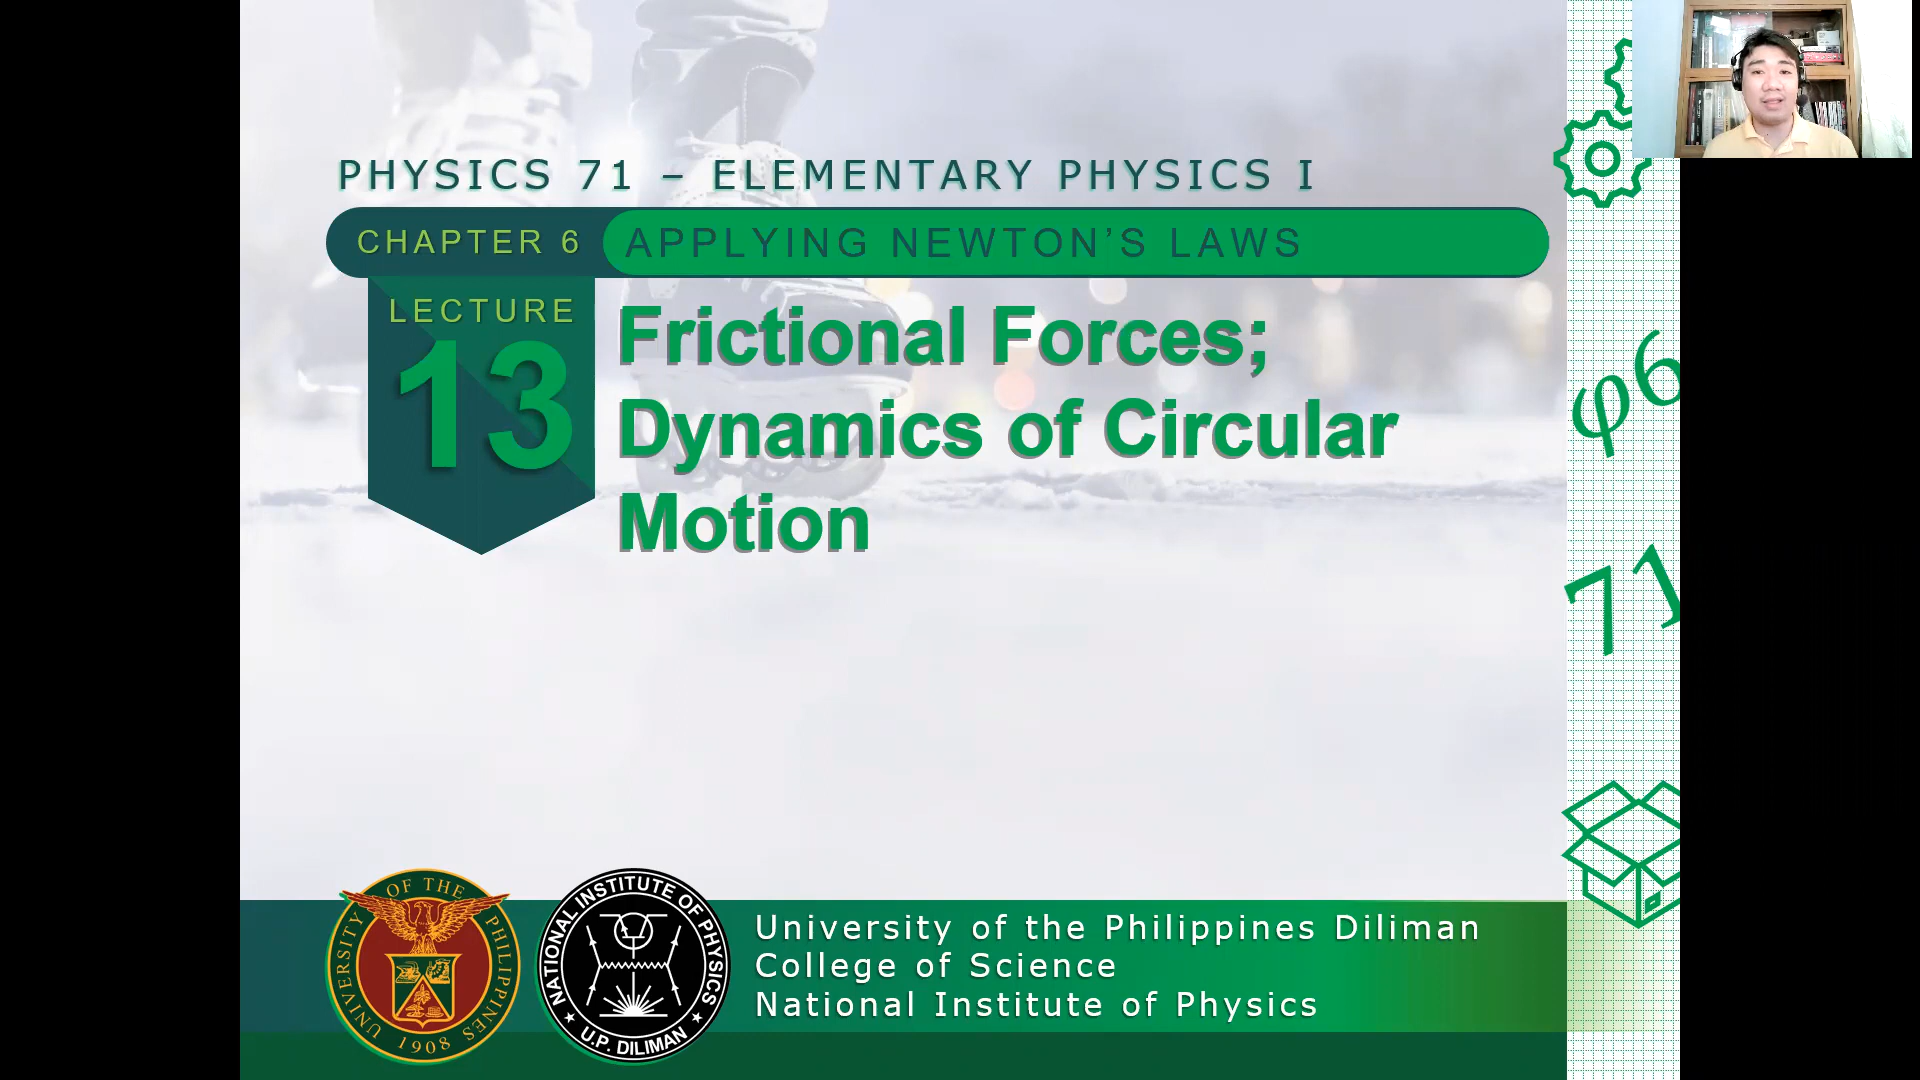 PHYSICS 71 – ELEMENTARY PHYSICS I
CHAPTER 6 APPLYING NEWTON’S LAWS
LECTURE
13
Frictional Forces;
Dynamics of Circular
Motion
φ6
71
UNIVERSITY OF THE PHILIPPINES
1908
NATIONAL INSTITUTE OF PHYSICS
★ U.P. DILIMAN ★
University of the Philippines Diliman
College of Science
National Institute of Physics